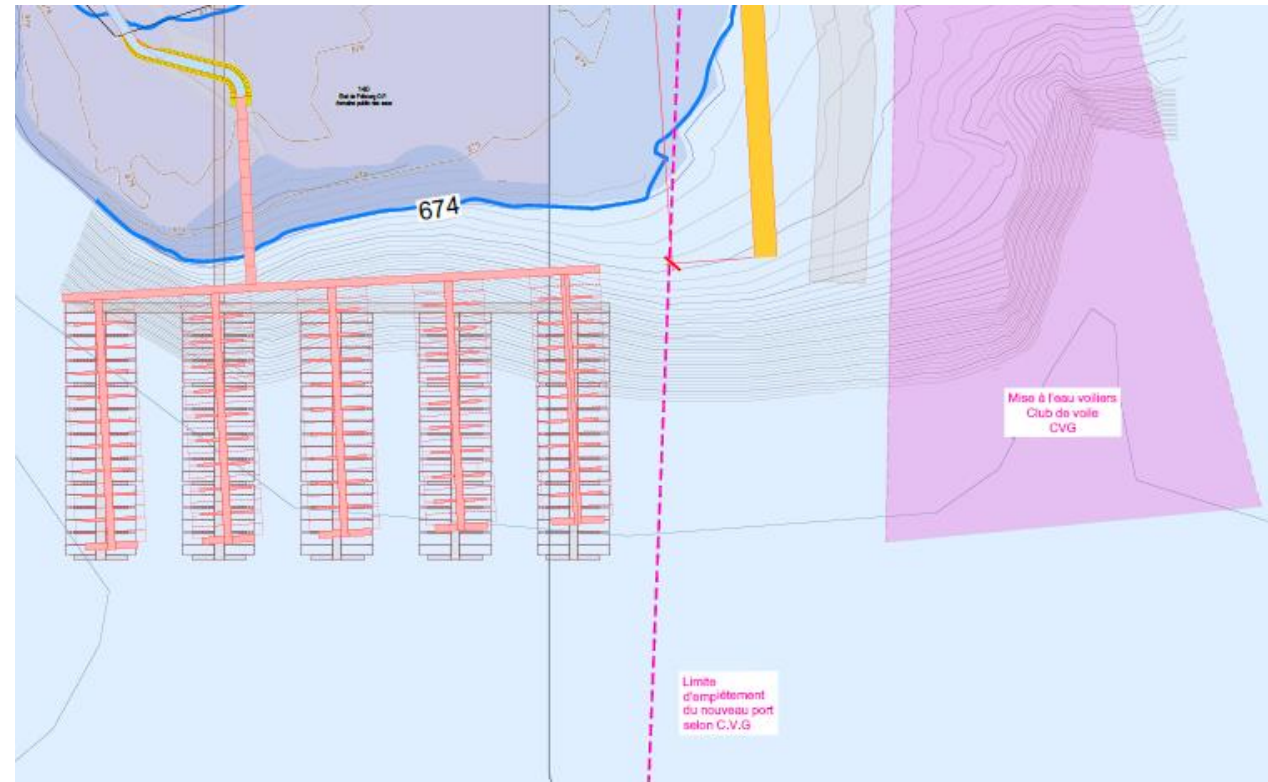 674
Mise à l'eau voiliers
Club de voile
CVG
Limite
d'empiètement
du nouveau port
selon C.V.G